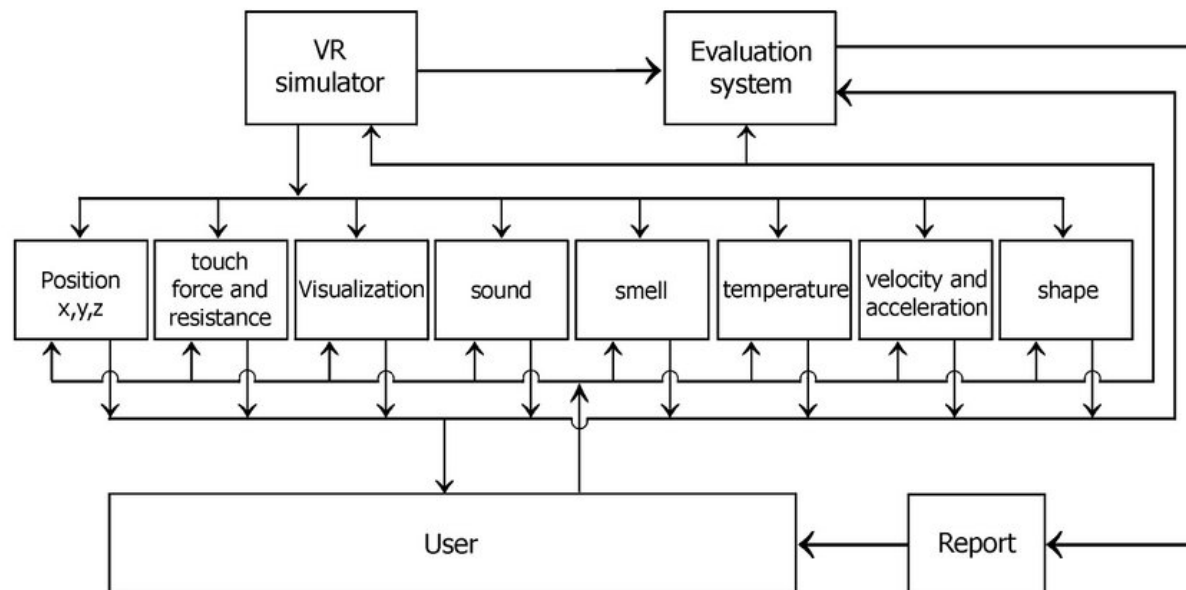 VR
simulator
Evaluation
system
Position
x,y,z
touch
force and
resistance
Visualization
sound
smell
temperature
velocity and
acceleration
shape
User
Report